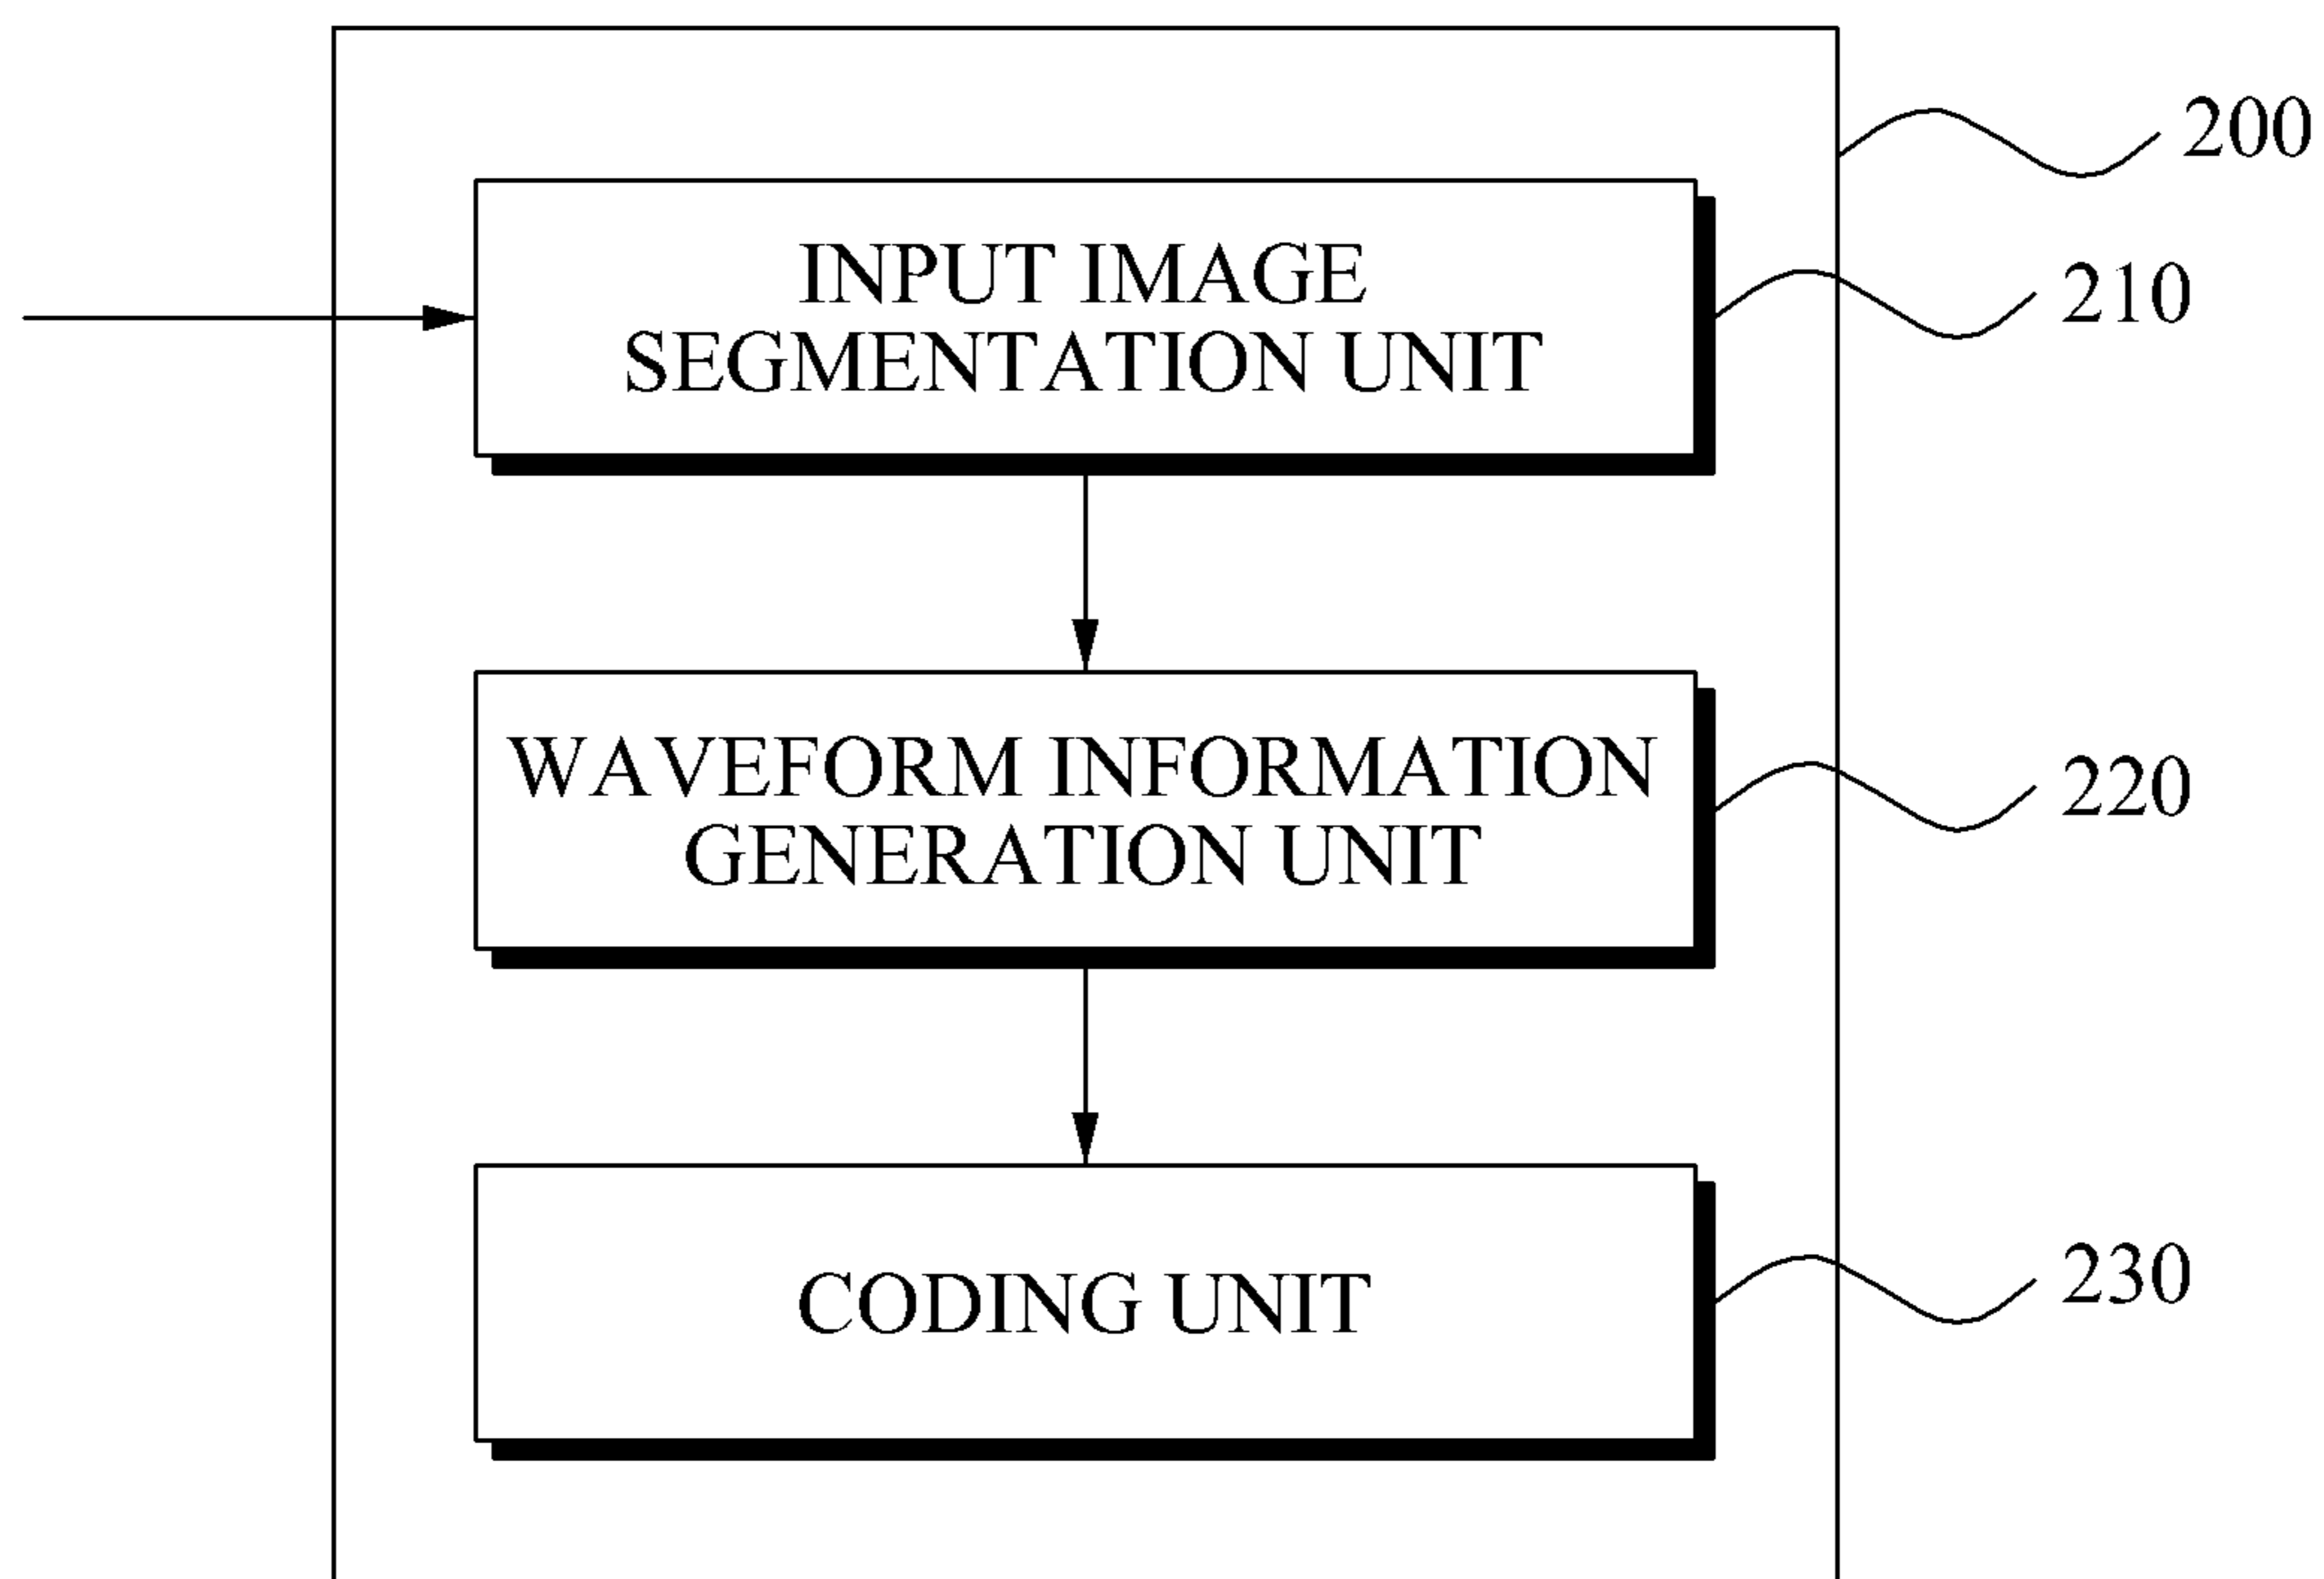 200
INPUT IMAGE
SEGMENTATION UNIT
210
WAVEFORM INFORMATION
GENERATION UNIT
220
CODING UNIT
230